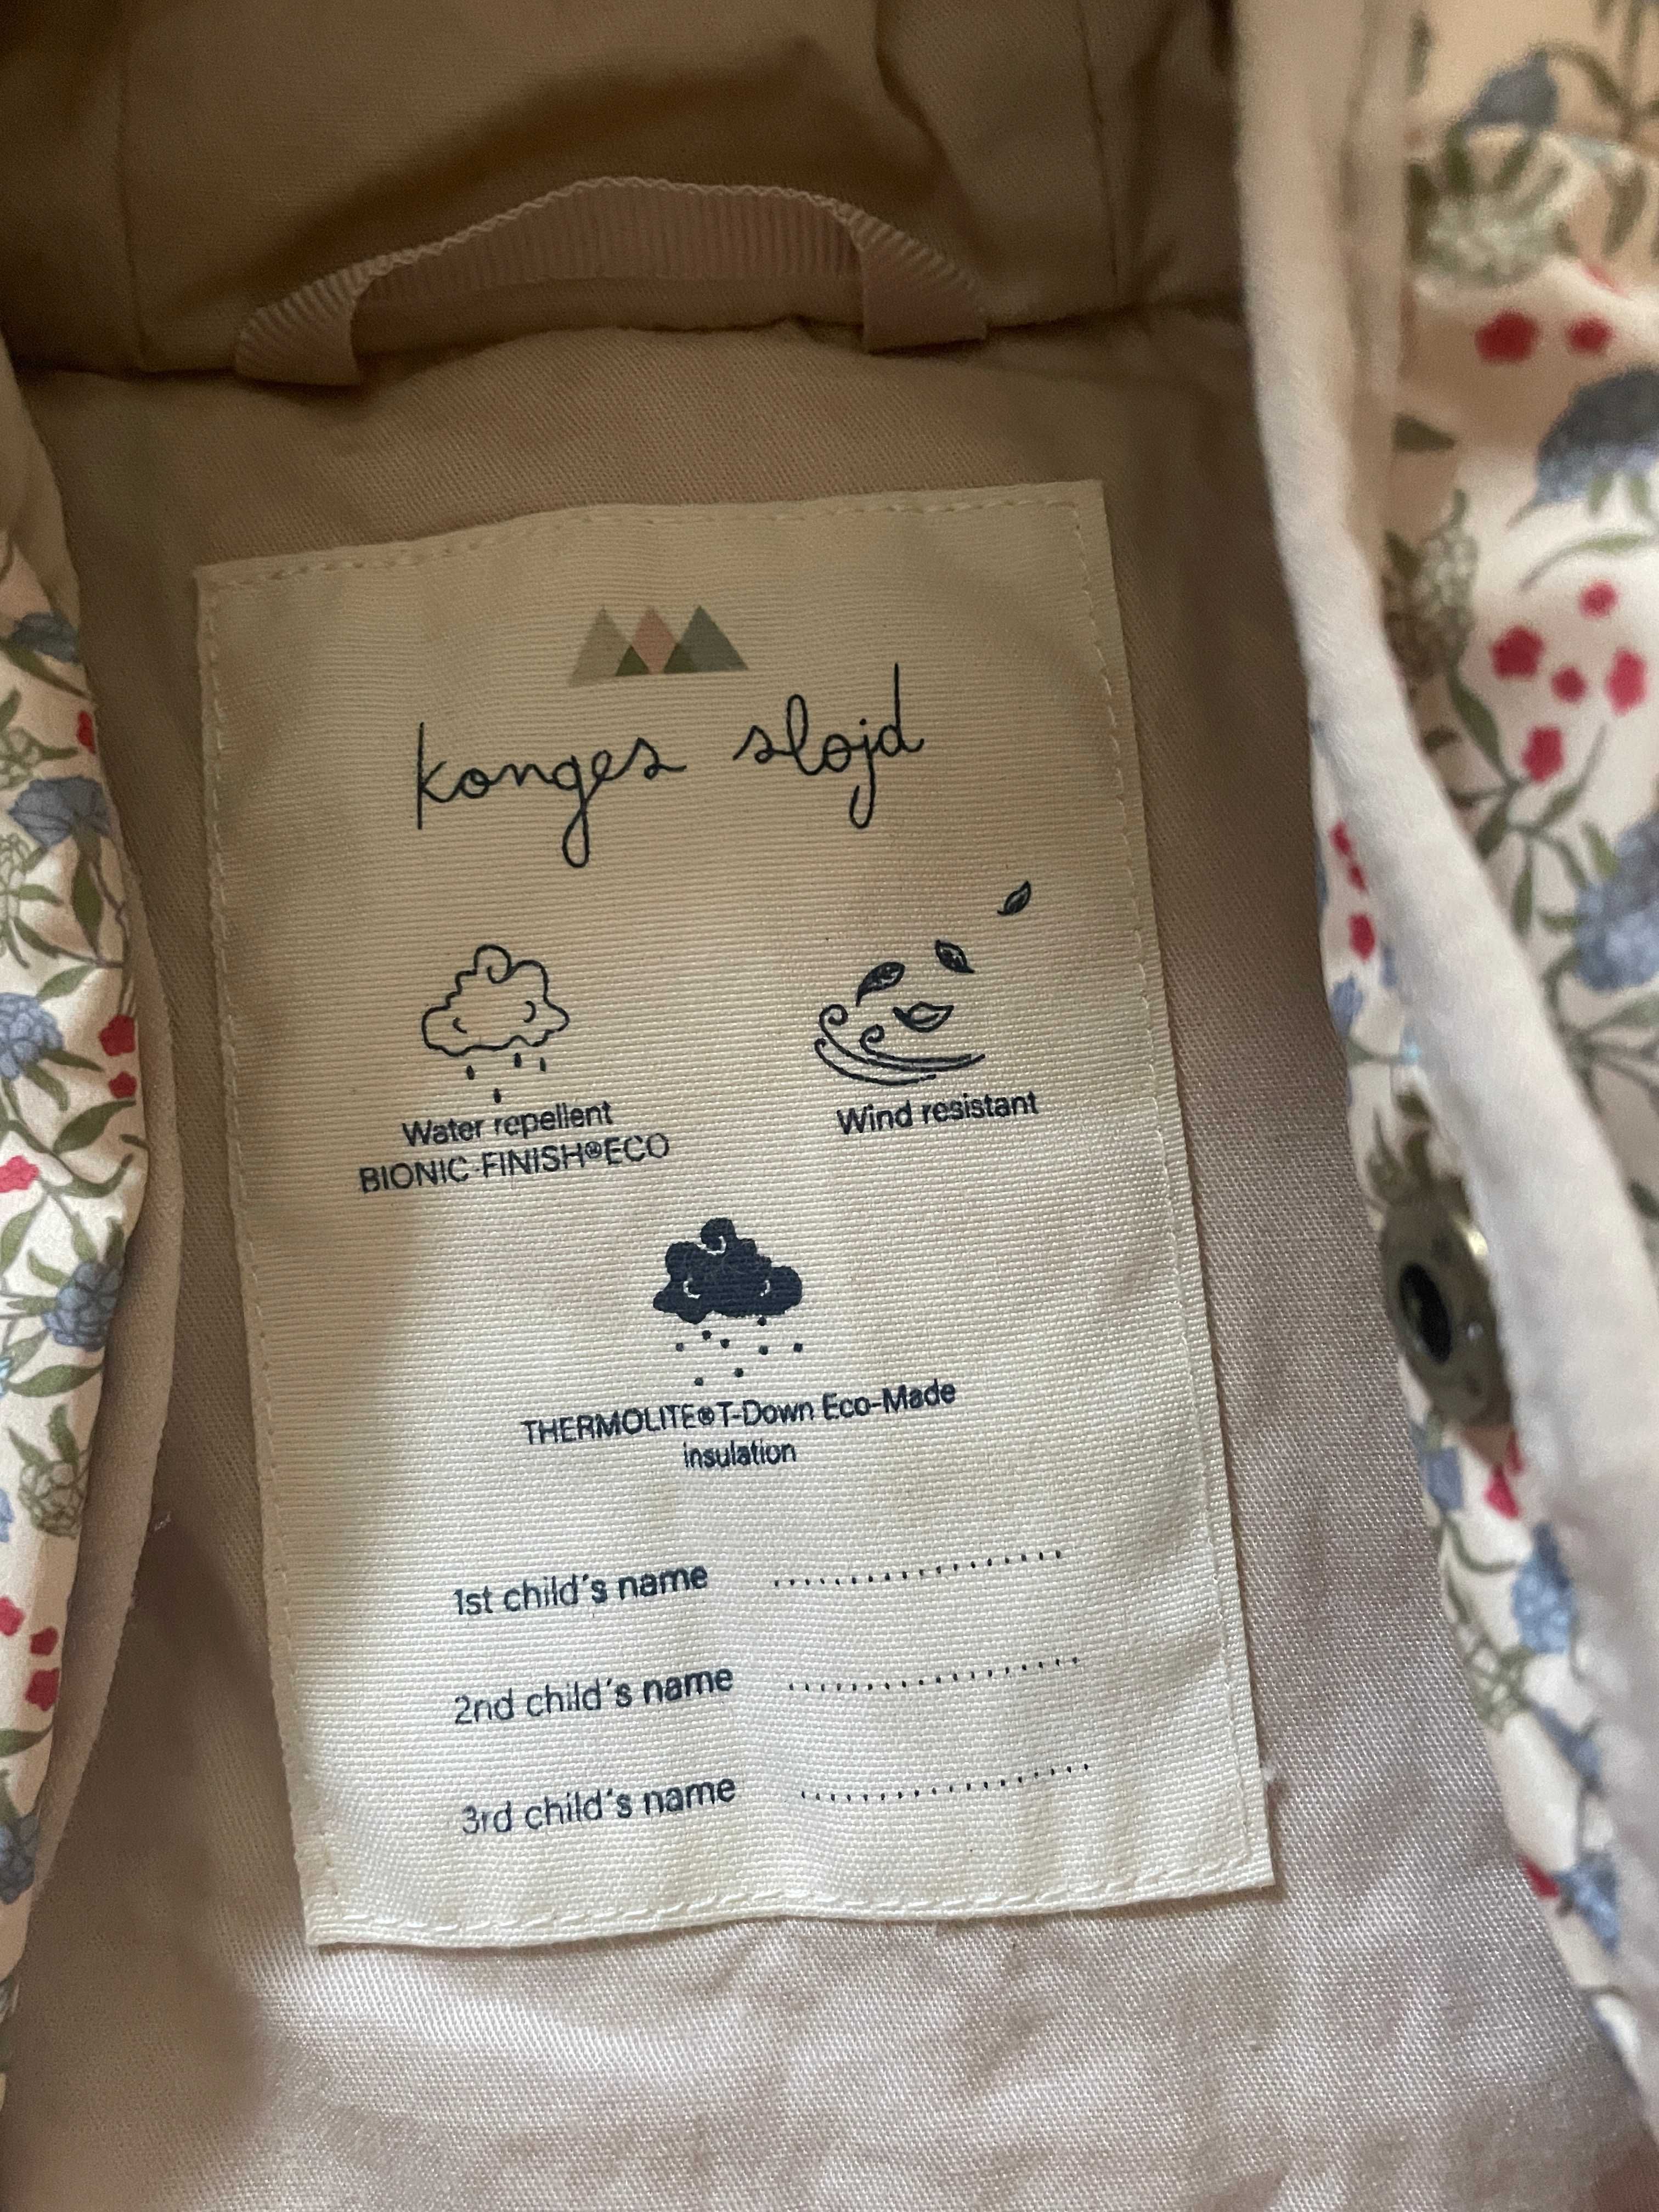 konges slojd
Water repellent
BIONIC-FINISH®ECO
Wind resistant
THERMOLITE®T-Down Eco-Made
insulation
1st child´s name ....................
2nd child´s name ....................
3rd child´s name ....................